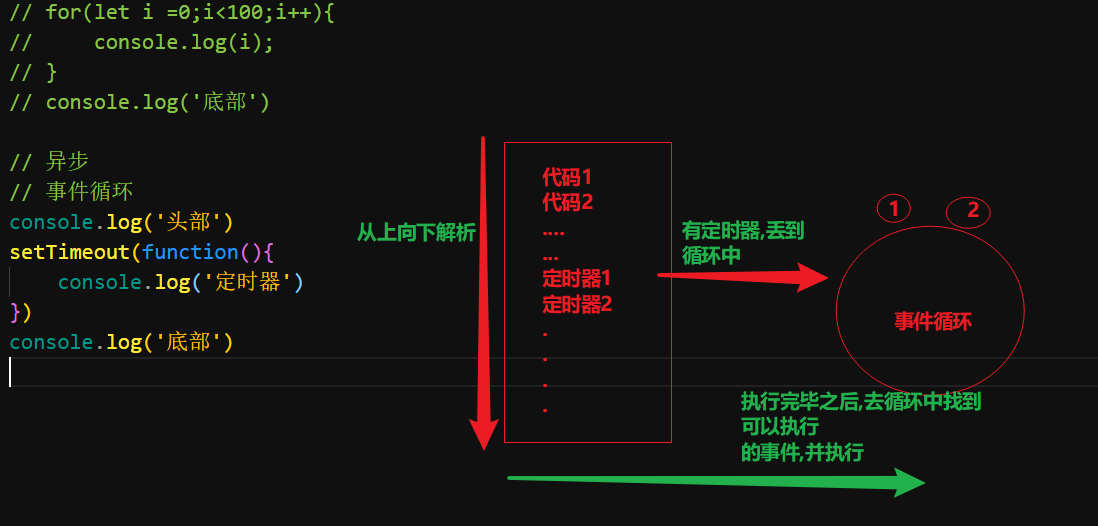 // for(let i =0;i<100;i++){
//     console.log(i);
// }
// console.log('底部')
// 异步
// 事件循环
console.log('头部')
setTimeout(function(){
    console.log('定时器')
})
console.log('底部')
从上向下解析
代码1
代码2
....
...
定时器1
定时器2
.
.
.
.
有定时器,丢到
循环中
1
2
事件循环
执行完毕之后,去循环中找到
可以执行
的事件,并执行